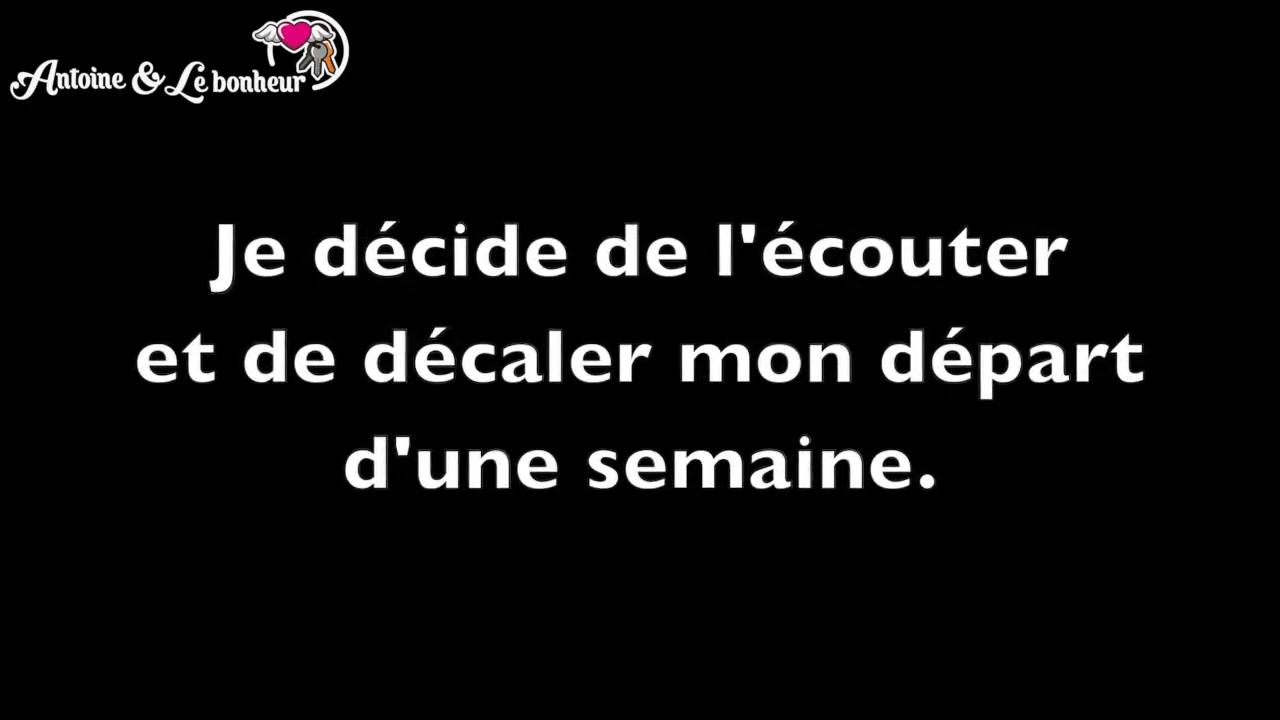 Antoine & Le bonheur
Je décide de l'écouter
et de décaler mon départ
d'une semaine.